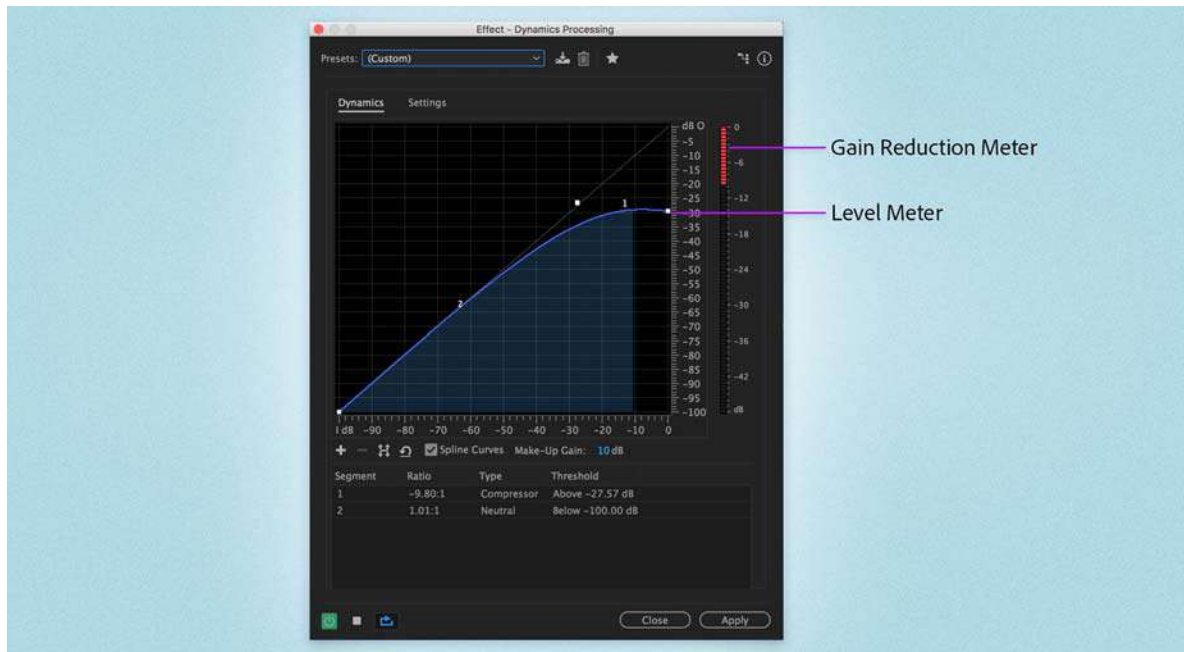 Effect - Dynamics Processing
Presets: (Custom)
Dynamics Settings
dB 0
-5
-10
-15
-20
-25
-30
-35
-40
-45
-50
-55
-60
-65
-70
-75
-80
-85
-90
-95
-100
0
-6
-12
-18
-24
-30
-36
-42
dB
Gain Reduction Meter
Level Meter
1
2
dB -90 -80 -70 -60 -50 -40 -30 -20 -10 0
Spline Curves Make-Up Gain: 10 dB
Segment Ratio Type Threshold
1 -9.80:1 Compressor Above -27.57 dB
2 1.01:1 Neutral Below -100.00 dB
Close Apply